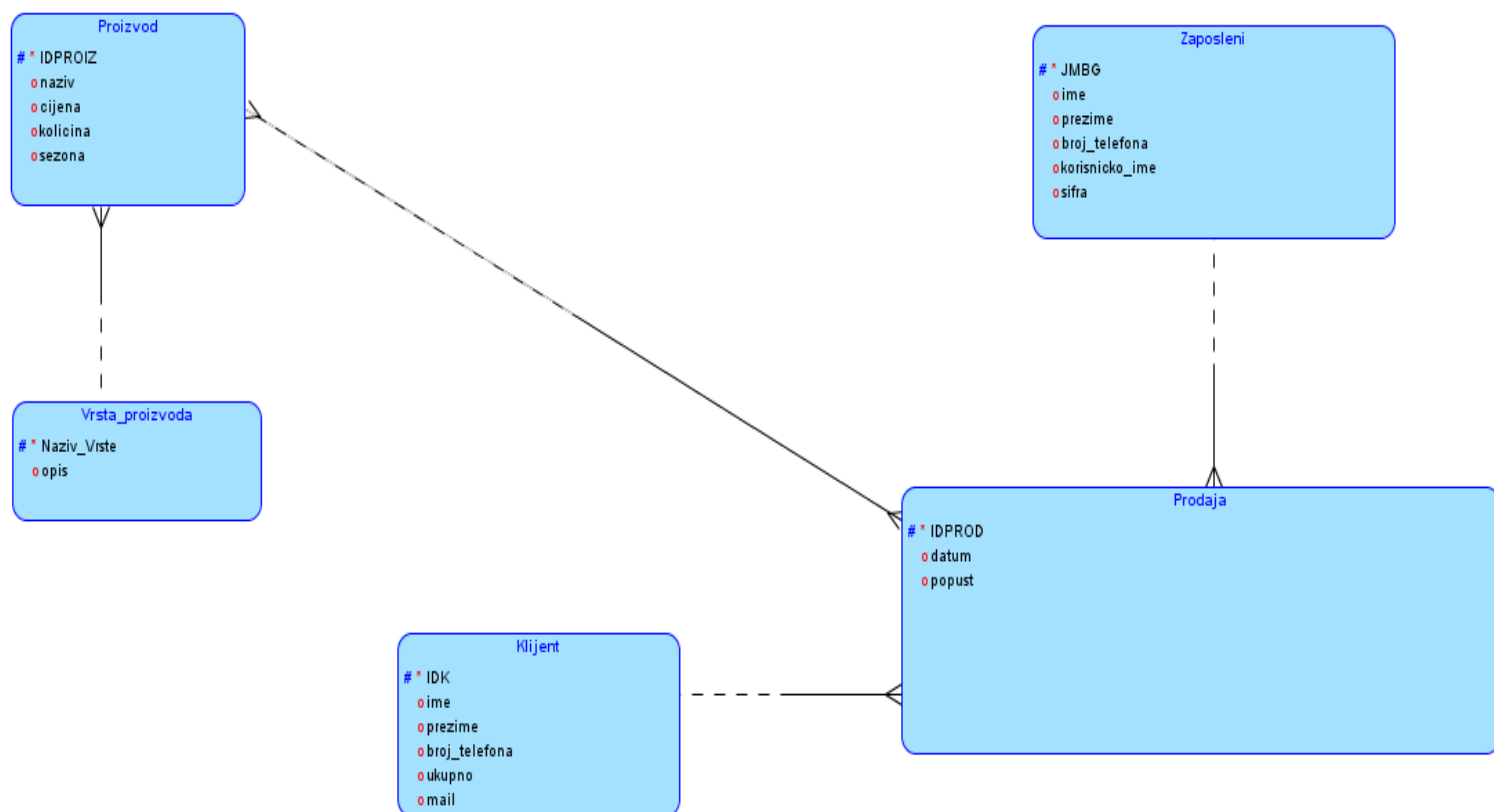 Proizvod
# * IDPROIZ
o naziv
o cijena
o kolicina
o sezona
Zaposleni
# * JMBG
o ime
o prezime
o broj_telefona
o korisnicko_ime
o sifra
Vrsta_proizvoda
# * Naziv_Vrste
o opis
Prodaja
# * IDPROD
o datum
o popust
Klijent
# * IDK
o ime
o prezime
o broj_telefona
o ukupno
o mail